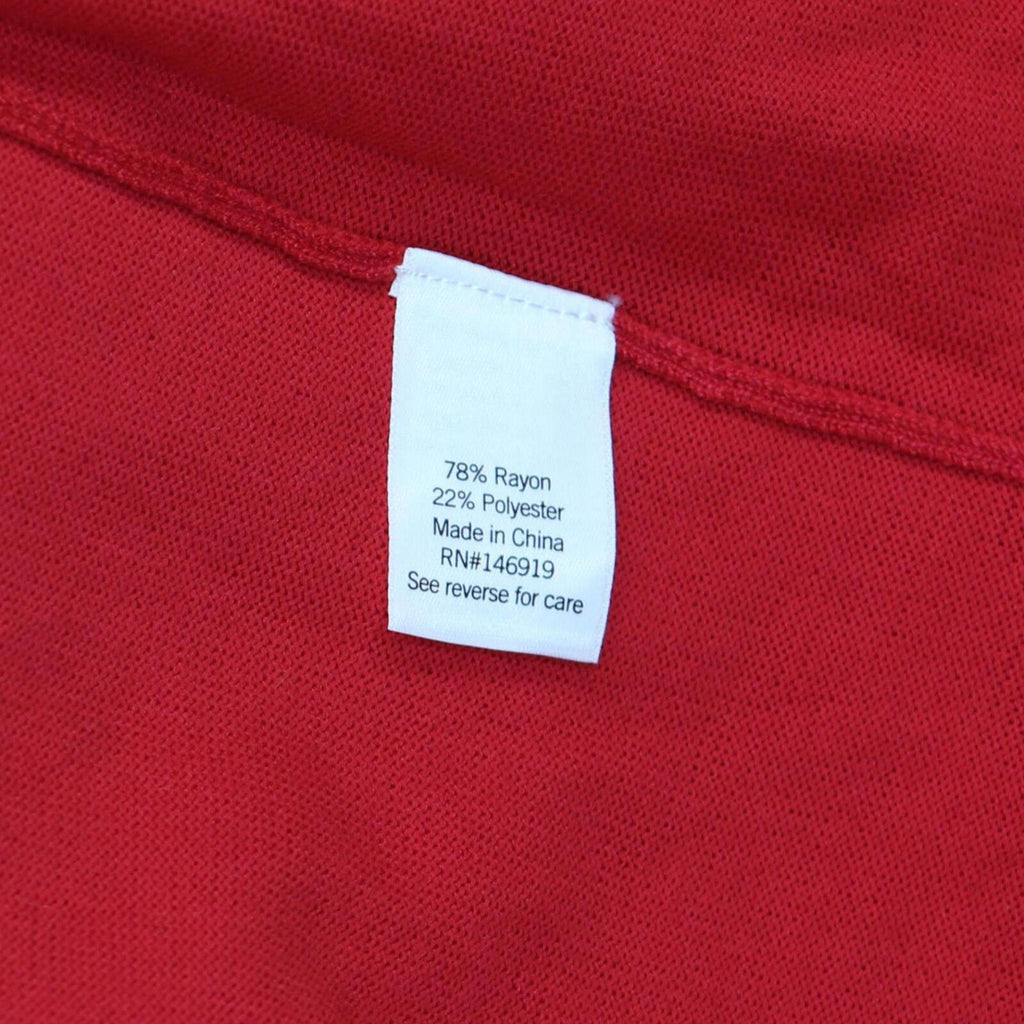 78% Rayon
22% Polyester
Made in China
RN#146919
See reverse for care